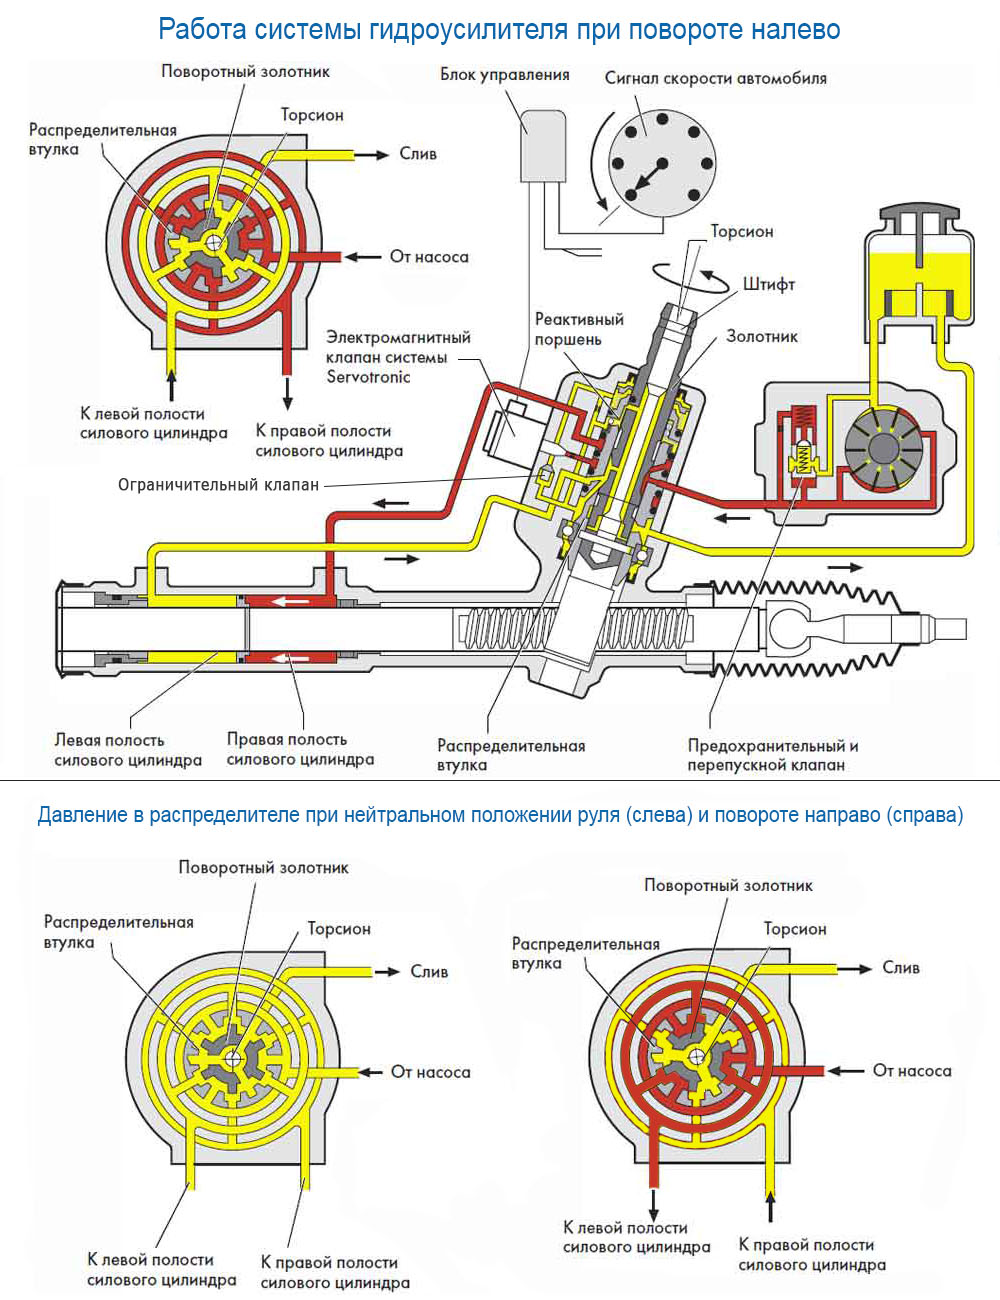 Работа системы гидроусилителя при повороте налево
Поворотный золотник
Распределительная
втулка
Торсион
Слив
От насоса
К левой полости
силового цилиндра
К правой полости
силового цилиндра
Блок управления
Сигнал скорости автомобиля
Торсион
Штифт
Золотник
Реактивный
поршень
Электромагнитный
клапан системы
Servotronic
Ограничительный клапан
Левая полость
силового цилиндра
Правая полость
силового цилиндра
Распределительная
втулка
Предохранительный и
перепускной клапан
Давление в распределителе при нейтральном положении руля (слева) и повороте направо (справа)
Поворотный золотник
Распределительная
втулка
Торсион
Слив
От насоса
К левой полости
силового цилиндра
К правой полости
силового цилиндра
Поворотный золотник
Распределительная
втулка
Торсион
Слив
От насоса
К левой полости
силового цилиндра
К правой полости
силового цилиндра